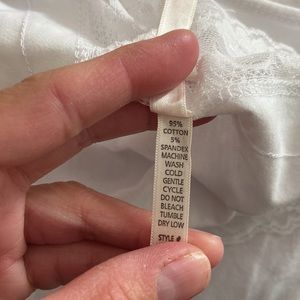 95%
COTTON
5%
SPANDEX
MACHINE
WASH
COLD
GENTLE
CYCLE
DO NOT
BLEACH
TUMBLE
DRY LOW
STYLE #